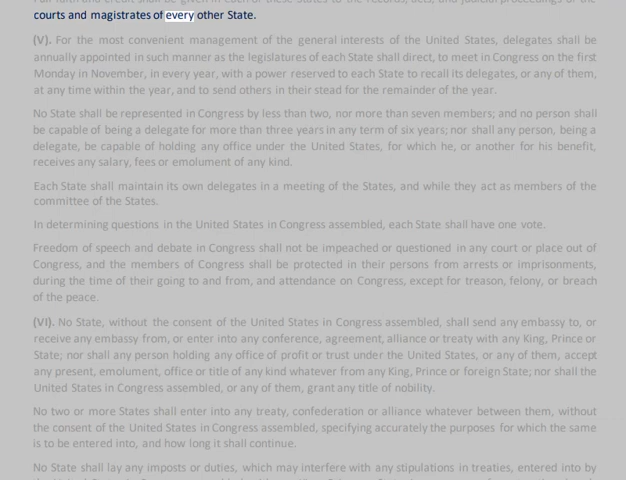 Full faith and credit shall be given in each of these States to the records, acts, and judicial proceedings of the
courts and magistrates of every other State.
(V). For the most convenient management of the general interests of the United States, delegates shall be
annually appointed in such manner as the legislatures of each State shall direct, to meet in Congress on the first
Monday in November, in every year, with a power reserved to each State to recall its delegates, or any of them,
at any time within the year, and to send others in their stead for the remainder of the year.
No State shall be represented in Congress by less than two, nor more than seven members; and no person shall
be capable of being a delegate for more than three years in any term of six years; nor shall any person, being a
delegate, be capable of holding any office under the United States, for which he, or another for his benefit,
receives any salary, fees or emolument of any kind.
Each State shall maintain its own delegates in a meeting of the States, and while they act as members of the
committee of the States.
In determining questions in the United States in Congress assembled, each State shall have one vote.
Freedom of speech and debate in Congress shall not be impeached or questioned in any court or place out of
Congress, and the members of Congress shall be protected in their persons from arrests or imprisonments,
during the time of their going to and from, and attendance on Congress, except for treason, felony, or breach
of the peace.
(VI). No State, without the consent of the United States in Congress assembled, shall send any embassy to, or
receive any embassy from, or enter into any conference, agreement, alliance or treaty with any King, Prince or
State; nor shall any person holding any office of profit or trust under the United States, or any of them, accept
any present, emolument, office or title of any kind whatever from any King, Prince or foreign State; nor shall the
United States in Congress assembled, or any of them, grant any title of nobility.
No two or more States shall enter into any treaty, confederation or alliance whatever between them, without
the consent of the United States in Congress assembled, specifying accurately the purposes for which the same
is to be entered into, and how long it shall continue.
No State shall lay any imposts or duties, which may interfere with any stipulations in treaties, entered into by